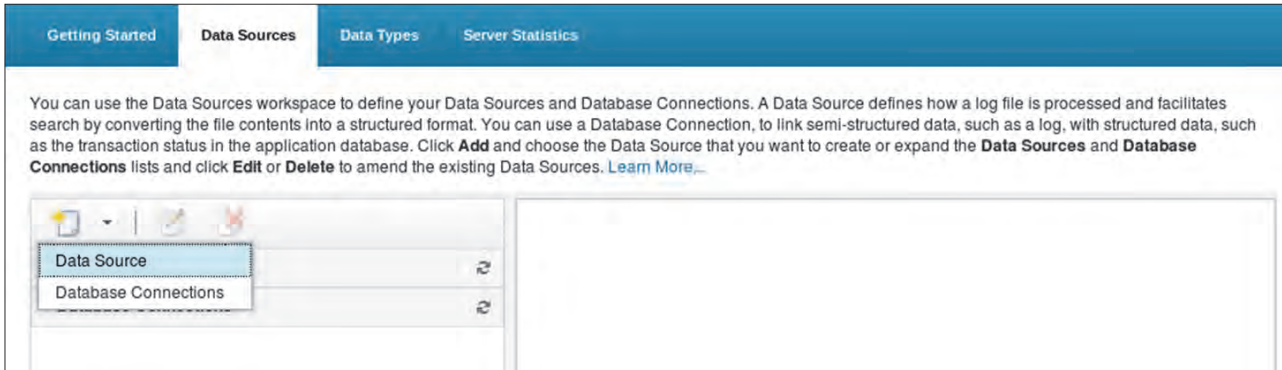 Getting Started Data Sources Data Types Server Statistics
You can use the Data Sources workspace to define your Data Sources and Database Connections. A Data Source defines how a log file is processed and facilitates
search by converting the file contents into a structured format. You can use a Database Connection, to link semi-structured data, such as a log, with structured data, such
as the transaction status in the application database. Click Add and choose the Data Source that you want to create or expand the Data Sources and Database
Connections lists and click Edit or Delete to amend the existing Data Sources. Learn More...
Data Source
Database Connections